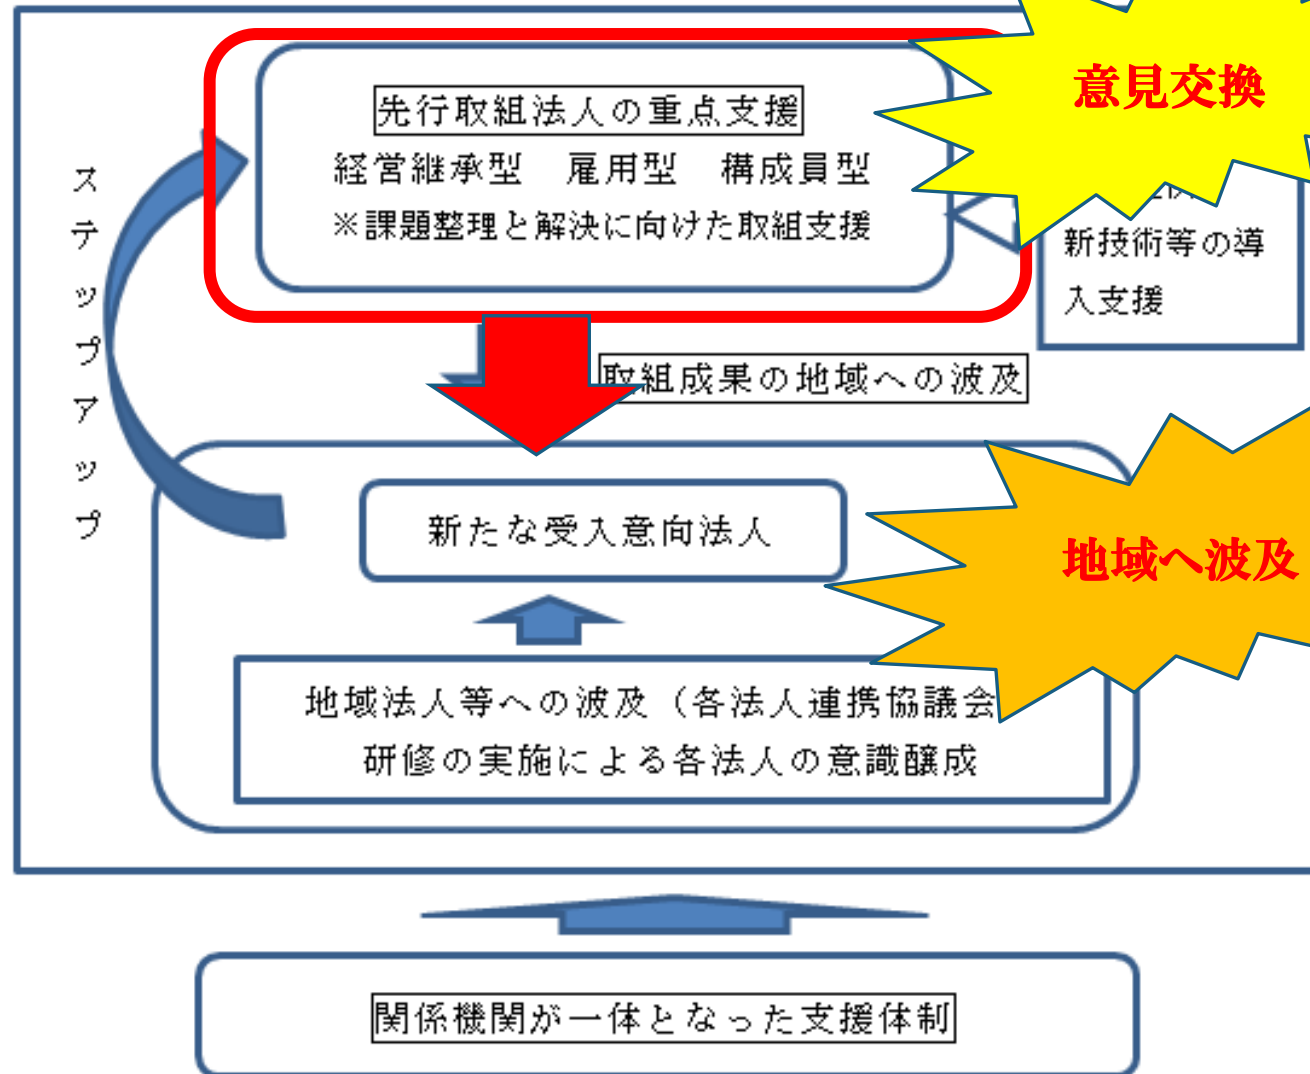 意見交換
先行取組法人の重点支援
経営継承型　雇用型　構成員型
※課題整理と解決に向けた取組支援
新技術等の導
入支援
ステップアップ
取組成果の地域への波及
新たな受入意向法人
地域へ波及
地域法人等への波及（各法人連携協議会
研修の実施による各法人の意識醸成
関係機関が一体となった支援体制